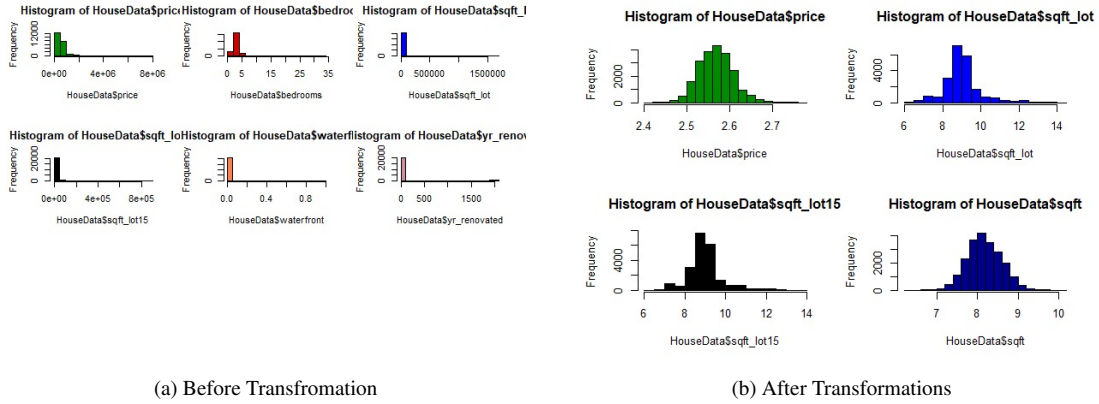 Histogram of HouseData$price
Histogram of HouseData$bedroo
Histogram of HouseData$sqft_l
Frequency
0 12000
0e+00 4e+06 8e+06
HouseData$price
Frequency
0
0 5 15 25 35
HouseData$bedrooms
Frequency
0
0 500000 1500000
HouseData$sqft_lot
Histogram of HouseData$sqft_lo
Histogram of HouseData$waterf
Histogram of HouseData$yr_renov
Frequency
0 20000
0e+00 4e+05 8e+05
HouseData$sqft_lot15
Frequency
0
0.0 0.4 0.8
HouseData$waterfront
Frequency
0 20000
0 500 1500
HouseData$yr_renovated
(a) Before Transfromation
Histogram of HouseData$price
Histogram of HouseData$sqft_lot
Frequency
0 2000
2.4 2.5 2.6 2.7
HouseData$price
Frequency
0 4000
6 8 10 12 14
HouseData$sqft_lot
Histogram of HouseData$sqft_lot15
Histogram of HouseData$sqft
Frequency
0 4000
6 8 10 12 14
HouseData$sqft_lot15
Frequency
0 2000
7 8 9 10
HouseData$sqft
(b) After Transformations